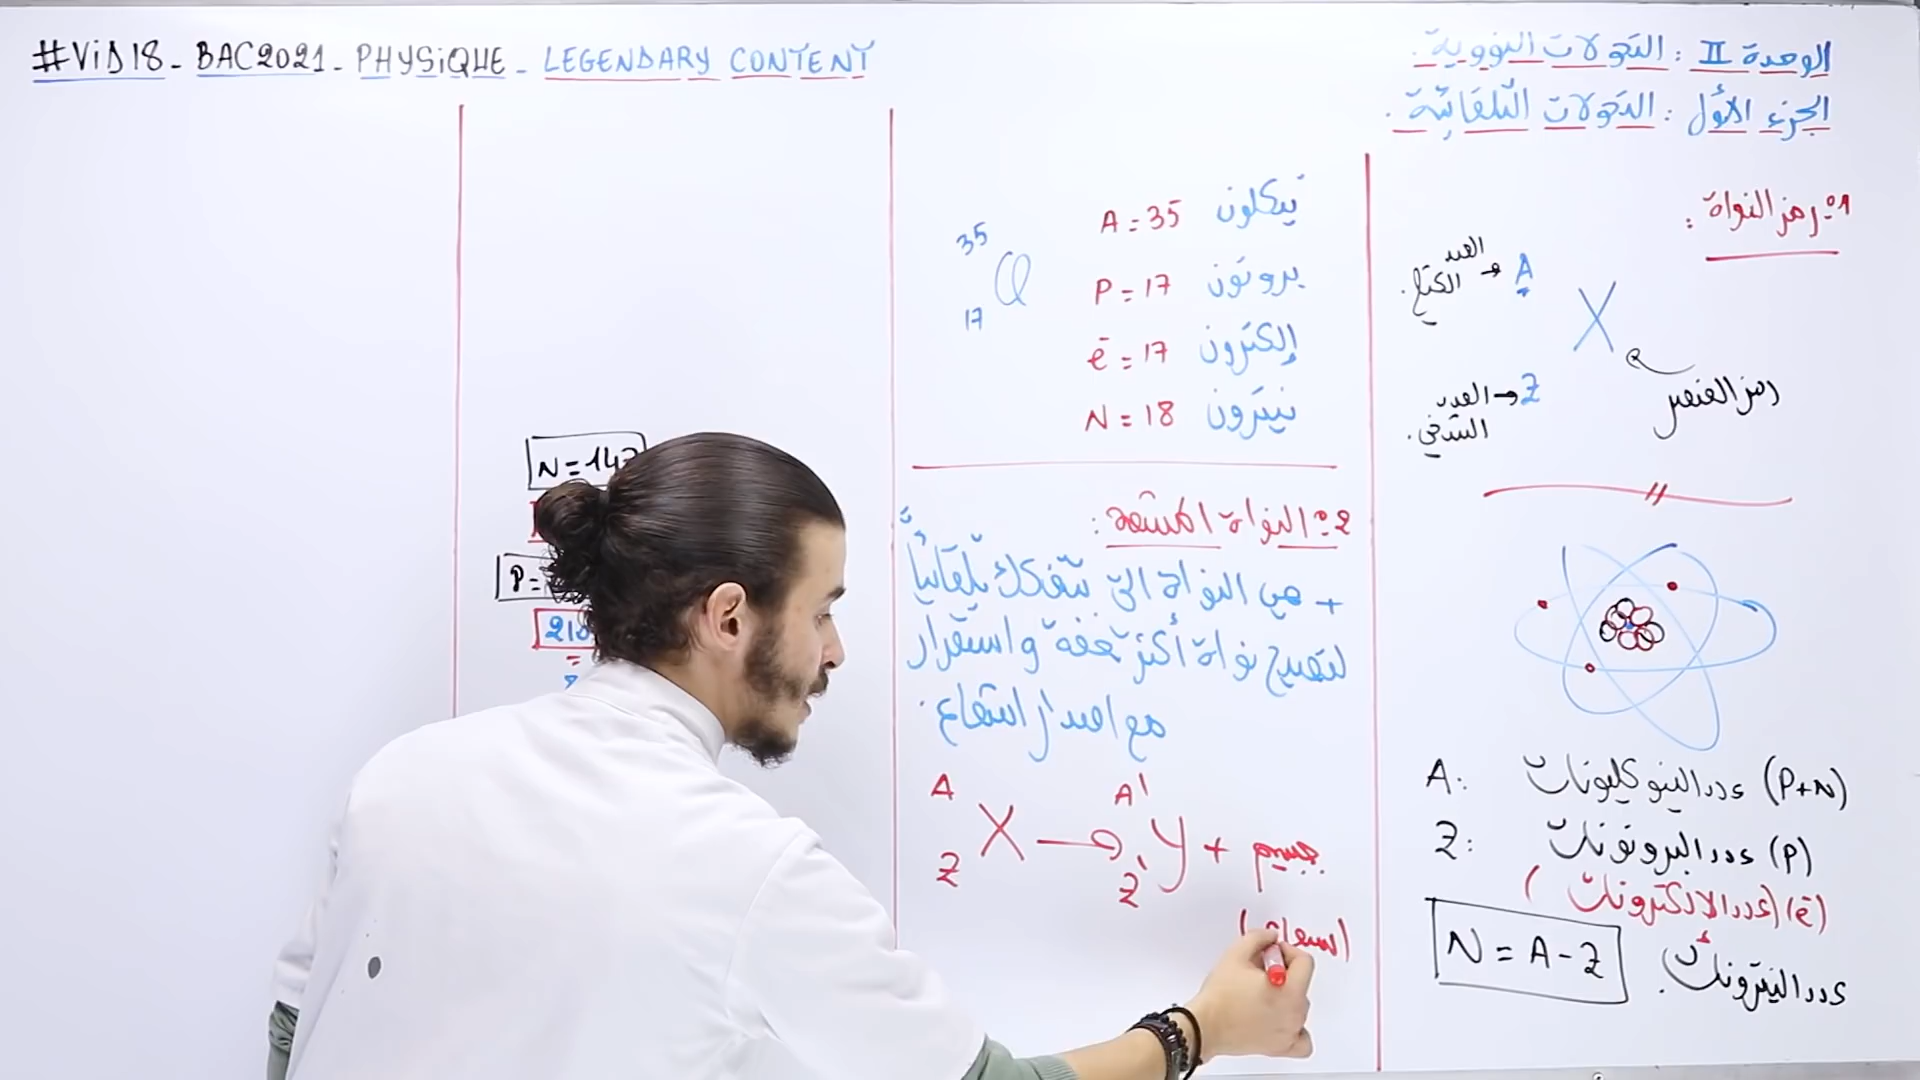 #ViD18 - BAC2021 - PHYSiQUE - LEGENDARY CONTENT
الوحدة II : التحولات النووية.
الجزء الأول : التحولات التلقائية.
1°- رمز النواة :
A → العدد الكتلي.
X
رمز العنصر
Z → العدد الشحني.
A: عدد النيوكليونات (P+N)
Z: عدد البروتونات (P)
(عدد الالكترونات) (ē)
N = A - Z عدد النيترونات.
نيكلون A = 35
بروتون P = 17
إلكترون ē = 17
نيترون N = 18
35
Cl
17
2°- النواة المشعة :
+ هي النواة التي تتفكك تلقائياً
لتصبح نواة أكثر خفة واستقرار
مع اصدار اشعاع.
A A'
X → Y + جسيم
Z Z'
(اشعاع)
N = 147
P =
210